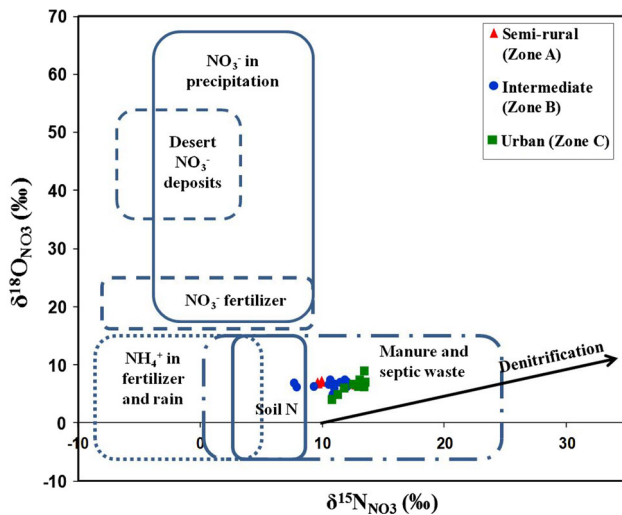 70
60
50
40
30
20
10
0
-10
-10
0
10
20
30
δ¹⁸O_NO3 (‰)
δ¹⁵N_NO3 (‰)
NO₃⁻ in
precipitation
Desert
NO₃⁻
deposits
NO₃⁻ fertilizer
NH₄⁺ in
fertilizer
and rain
Soil N
Manure and
septic waste
Denitrification
Semi-rural
(Zone A)
Intermediate
(Zone B)
Urban (Zone C)